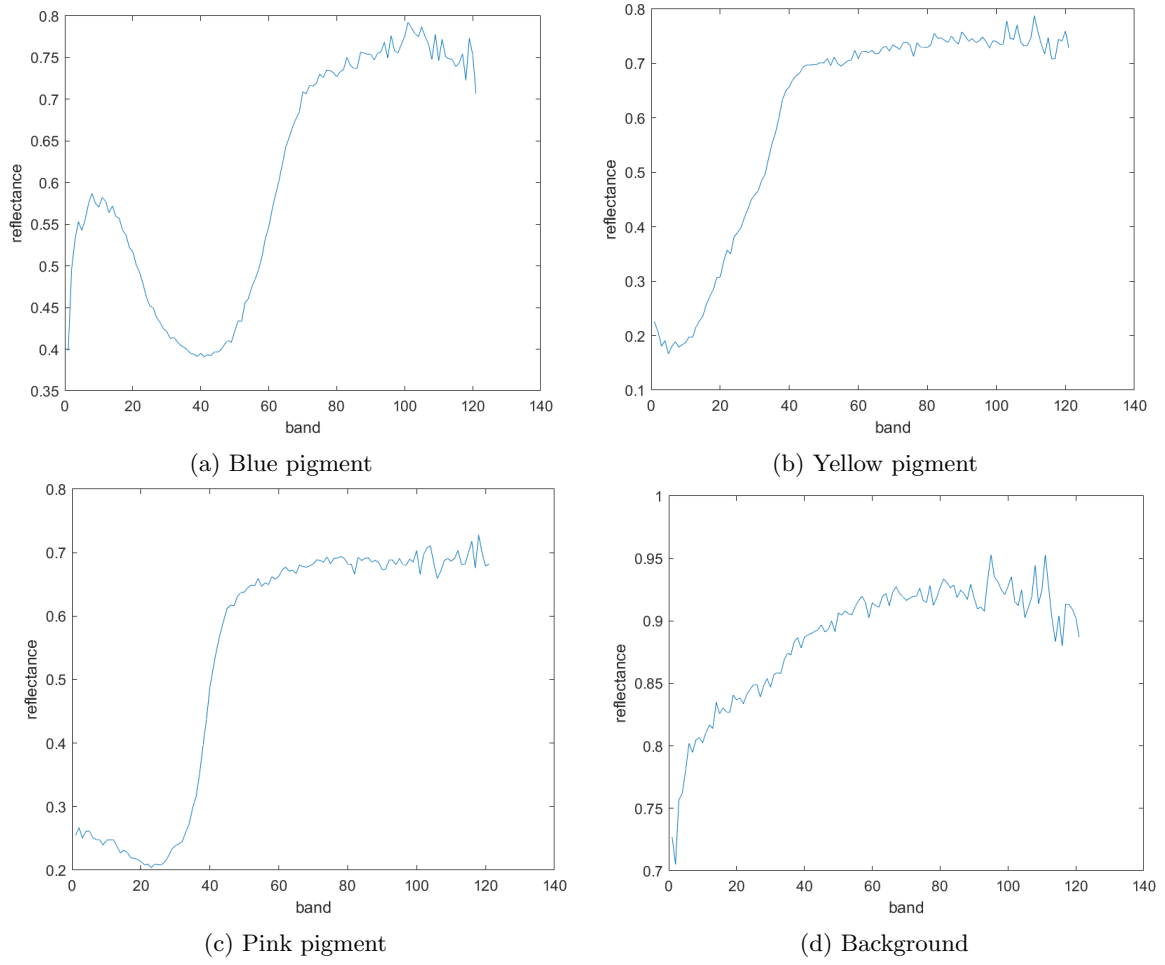 0.8
0.75
0.7
0.65
0.6
0.55
0.5
0.45
0.4
0.35
reflectance
0 20 40 60 80 100 120 140
band
(a) Blue pigment
0.8
0.7
0.6
0.5
0.4
0.3
0.2
0.1
reflectance
0 20 40 60 80 100 120 140
band
(b) Yellow pigment
0.8
0.7
0.6
0.5
0.4
0.3
0.2
reflectance
0 20 40 60 80 100 120 140
band
(c) Pink pigment
1
0.95
0.9
0.85
0.8
0.75
0.7
reflectance
0 20 40 60 80 100 120 140
band
(d) Background